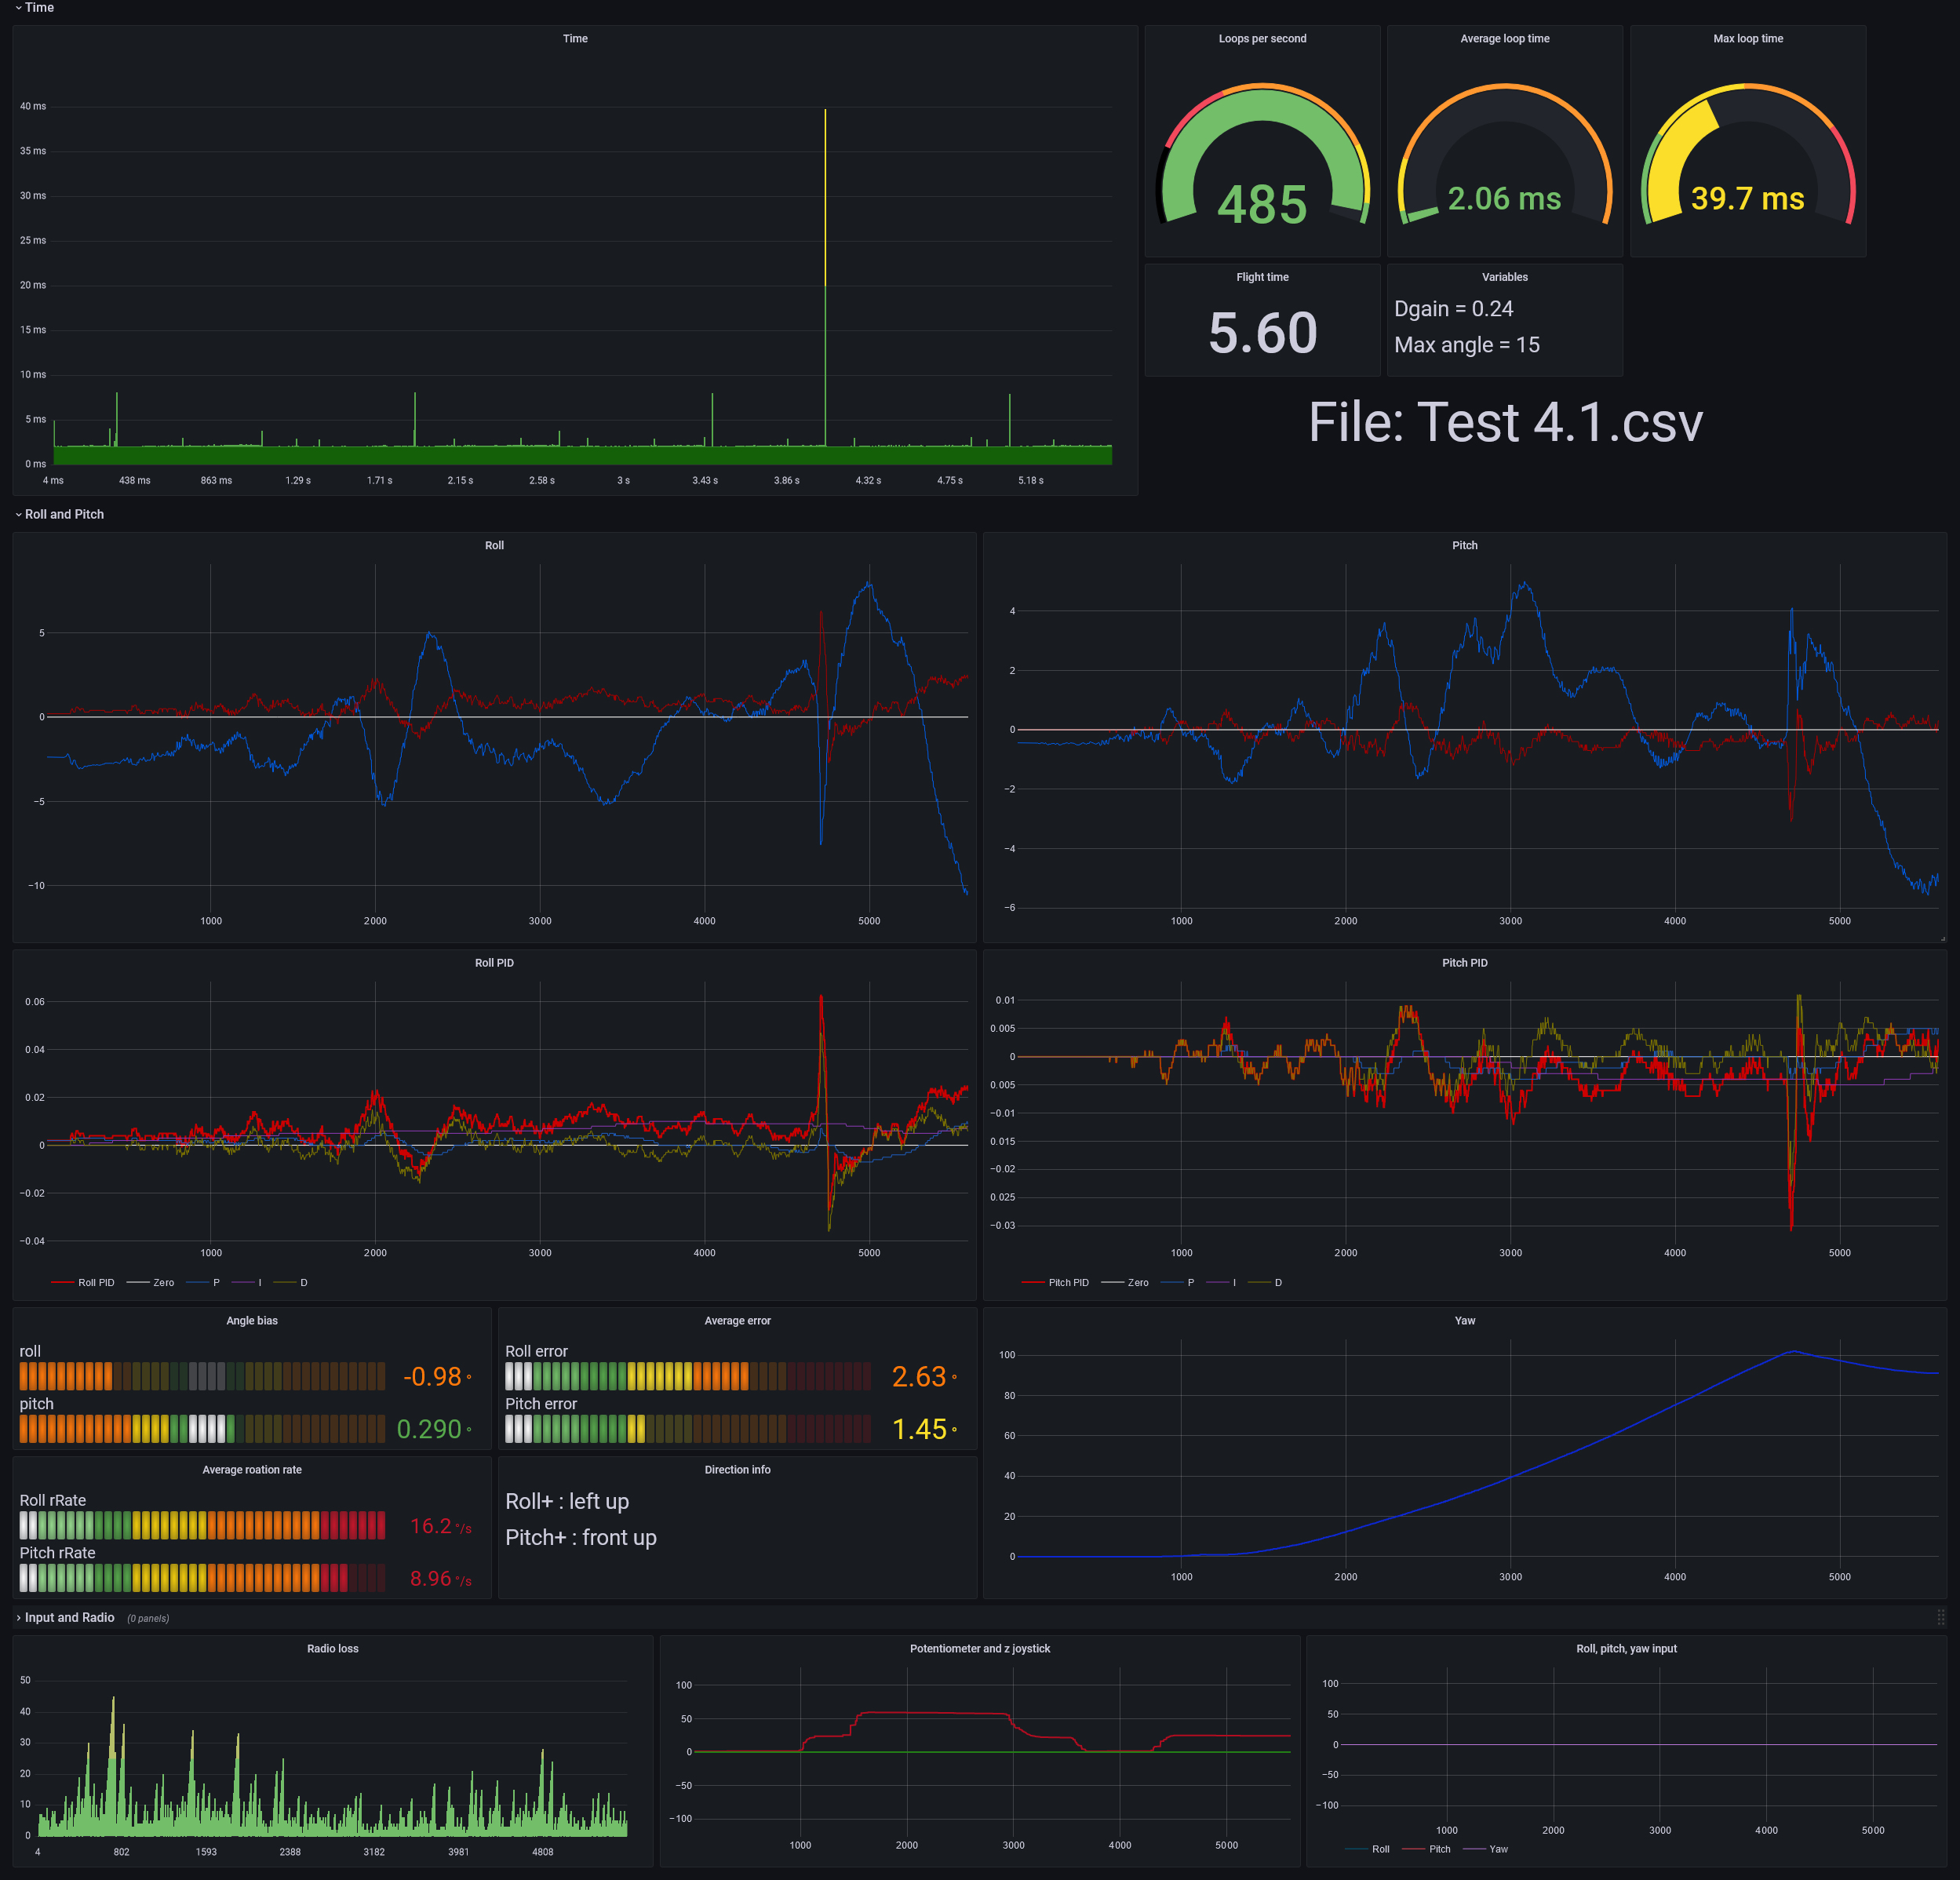 Time
Time
40 ms
35 ms
30 ms
25 ms
20 ms
15 ms
10 ms
5 ms
0 ms
4 ms 438 ms 863 ms 1.29 s 1.71 s 2.15 s 2.58 s 3 s 3.43 s 3.86 s 4.32 s 4.75 s 5.18 s
Loops per second
485
Average loop time
2.06 ms
Max loop time
39.7 ms
Flight time
5.60
Variables
Dgain = 0.24
Max angle = 15
File: Test 4.1.csv
Roll and Pitch
Roll
5
0
−5
−10
1000 2000 3000 4000 5000
Pitch
4
2
0
−2
−4
−6
1000 2000 3000 4000 5000
Roll PID
0.06
0.04
0.02
0
−0.02
−0.04
1000 2000 3000 4000 5000
Roll PID Zero P I D
Pitch PID
0.01
0.005
0
0.005
−0.01
0.015
−0.02
0.025
−0.03
1000 2000 3000 4000 5000
Pitch PID Zero P I D
Angle bias
roll
-0.98 °
pitch
0.290 °
Average error
Roll error
2.63 °
Pitch error
1.45 °
Yaw
100
80
60
40
20
0
1000 2000 3000 4000 5000
Average roation rate
Roll rRate
16.2 °/s
Pitch rRate
8.96 °/s
Direction info
Roll+ : left up
Pitch+ : front up
Input and Radio (0 panels)
Radio loss
50
40
30
20
10
0
4 802 1593 2388 3182 3981 4808
Potentiometer and z joystick
100
50
0
−50
−100
1000 2000 3000 4000 5000
Roll, pitch, yaw input
100
50
0
−50
−100
1000 2000 3000 4000 5000
Roll Pitch Yaw